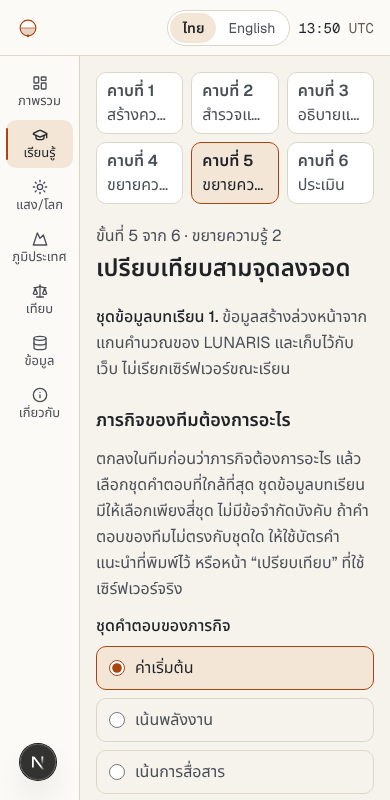 ไทย
English
13:50 UTC
ภาพรวม
เรียนรู้
แสง/โลก
ภูมิประเทศ
เทียบ
ข้อมูล
เกี่ยวกับ
N
คาบที่ 1
สร้างคว...
คาบที่ 2
สำรวจแ...
คาบที่ 3
อธิบายแ...
คาบที่ 4
ขยายคว...
คาบที่ 5
ขยายคว...
คาบที่ 6
ประเมิน
ขั้นที่ 5 จาก 6 · ขยายความรู้ 2
เปรียบเทียบสามจุดลงจอด
ชุดข้อมูลบทเรียน 1. ข้อมูลสร้างล่วงหน้าจาก
แกนคำนวณของ LUNARIS และเก็บไว้กับ
เว็บ ไม่เรียกเซิร์ฟเวอร์ขณะเรียน
ภารกิจของทีมต้องการอะไร
ตกลงในทีมก่อนว่าภารกิจต้องการอะไร แล้ว
เลือกชุดคำตอบที่ใกล้ที่สุด ชุดข้อมูลบทเรียน
มีให้เลือกเพียงสี่ชุด ไม่มีข้อจำกัดบังคับ ถ้าคำ
ตอบของทีมไม่ตรงกับชุดใด ให้ใช้บัตรคำ
แนะนำที่พิมพ์ไว้ หรือหน้า “เปรียบเทียบ” ที่ใช้
เซิร์ฟเวอร์จริง
ชุดคำตอบของภารกิจ
ค่าเริ่มต้น
เน้นพลังงาน
เน้นการสื่อสาร